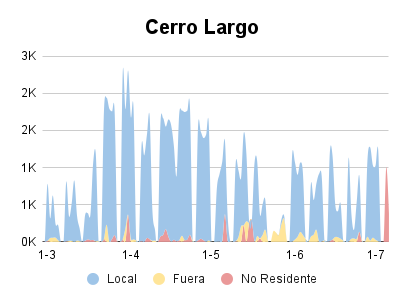 Cerro Largo
3K
2K
2K
1K
1K
0K
1-3 1-4 1-5 1-6 1-7
Local Fuera No Residente